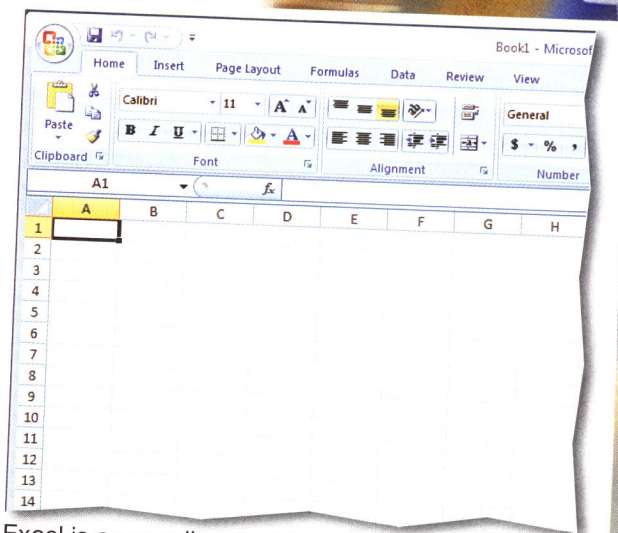 Book1 - Microsof
Home Insert Page Layout Formulas Data Review View
Calibri 11 A A General
Paste B I U A $ % ,
Clipboard Font Alignment Number
A1 fx
A B C D E F G H
1
2
3
4
5
6
7
8
9
10
11
12
13
14
Excel is